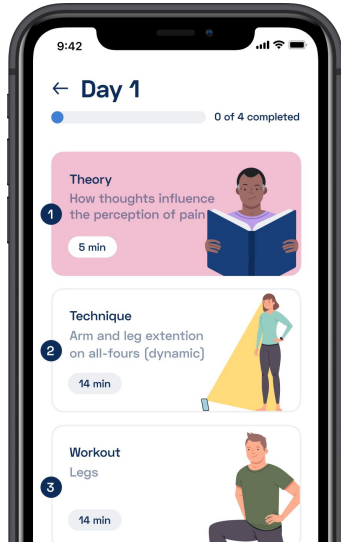 9:42
← Day 1
0 of 4 completed
Theory
How thoughts influence
the perception of pain
1
5 min
Technique
Arm and leg extention
2
on all-fours (dynamic)
14 min
Workout
Legs
3
14 min